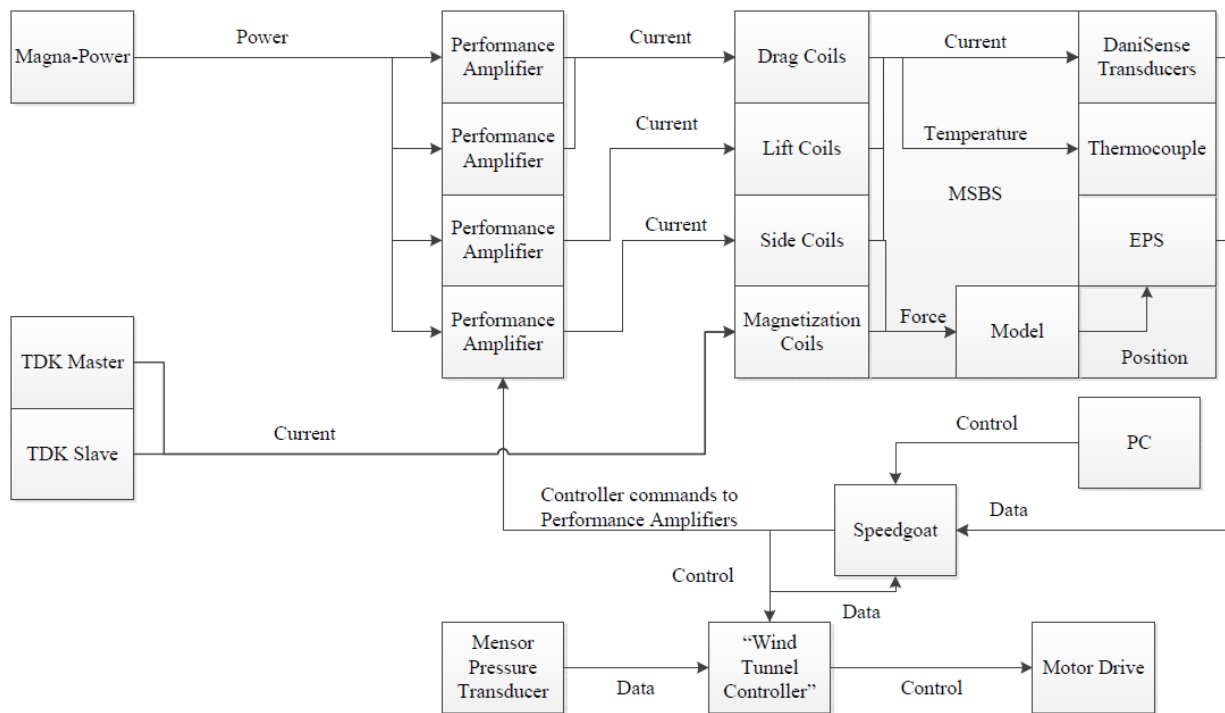 Magna-Power
Power
Performance
Amplifier
Current
Drag Coils
Current
DaniSense
Transducers
Performance
Amplifier
Current
Lift Coils
Temperature
Thermocouple
MSBS
Performance
Amplifier
Current
Side Coils
EPS
Performance
Amplifier
Magnetization
Coils
Force
Model
Position
TDK Master
TDK Slave
Current
Control
PC
Controller commands to
Performance Amplifiers
Speedgoat
Data
Control
Data
Mensor
Pressure
Transducer
Data
“Wind
Tunnel
Controller”
Control
Motor Drive